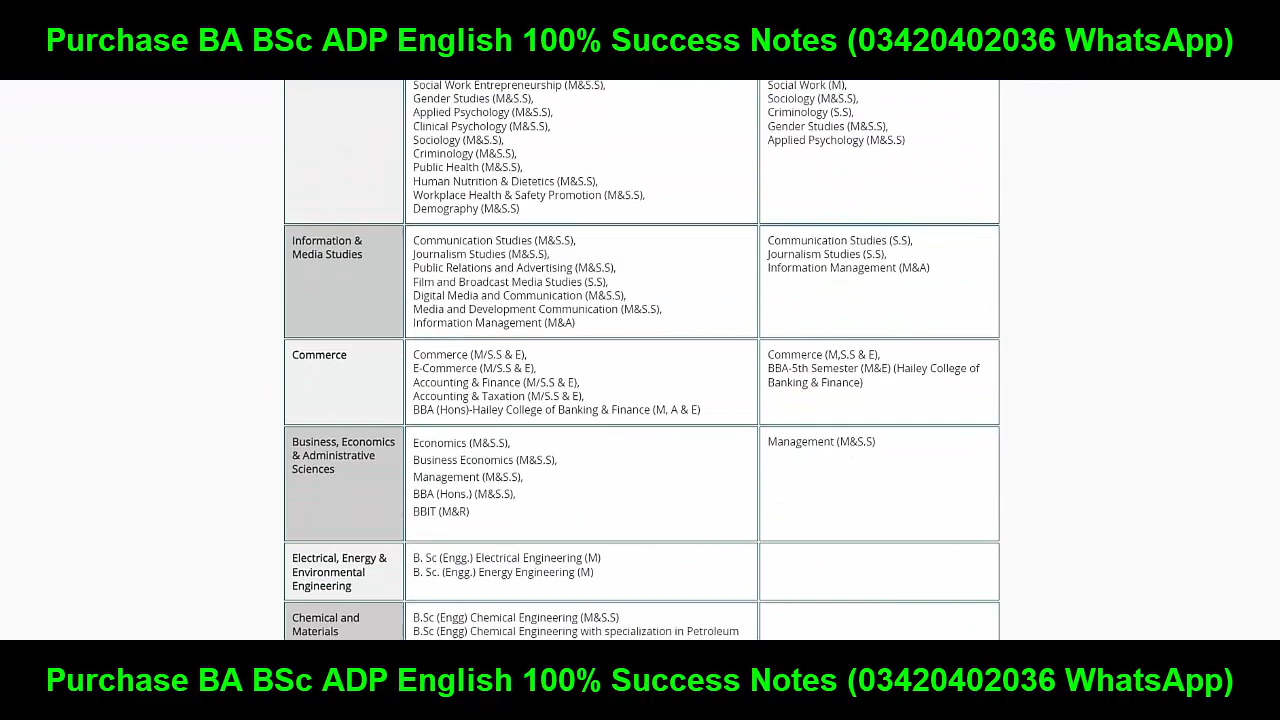 Purchase BA BSc ADP English 100% Success Notes (03420402036 WhatsApp)
Social Work Entrepreneurship (M&S.S),
Gender Studies (M&S.S),
Applied Psychology (M&S.S),
Clinical Psychology (M&S.S),
Sociology (M&S.S),
Criminology (M&S.S),
Public Health (M&S.S),
Human Nutrition & Dietetics (M&S.S),
Workplace Health & Safety Promotion (M&S.S),
Demography (M&S.S)
Social Work (M),
Sociology (M&S.S),
Criminology (S.S),
Gender Studies (M&S.S),
Applied Psychology (M&S.S)
Information &
Media Studies
Communication Studies (M&S.S),
Journalism Studies (M&S.S),
Public Relations and Advertising (M&S.S),
Film and Broadcast Media Studies (S.S),
Digital Media and Communication (M&S.S),
Media and Development Communication (M&S.S),
Information Management (M&A)
Communication Studies (S.S),
Journalism Studies (S.S),
Information Management (M&A)
Commerce
Commerce (M/S.S & E),
E-Commerce (M/S.S & E),
Accounting & Finance (M/S.S & E),
Accounting & Taxation (M/S.S & E),
BBA (Hons)-Hailey College of Banking & Finance (M, A & E)
Commerce (M,S.S & E),
BBA-5th Semester (M&E) (Hailey College of
Banking & Finance)
Business, Economics
& Administrative
Sciences
Economics (M&S.S),
Business Economics (M&S.S),
Management (M&S.S),
BBA (Hons.) (M&S.S),
BBIT (M&R)
Management (M&S.S)
Electrical, Energy &
Environmental
Engineering
B. Sc (Engg.) Electrical Engineering (M)
B. Sc. (Engg.) Energy Engineering (M)
Chemical and
Materials
B.Sc (Engg) Chemical Engineering (M&S.S)
B.Sc (Engg) Chemical Engineering with specialization in Petroleum
Purchase BA BSc ADP English 100% Success Notes (03420402036 WhatsApp)